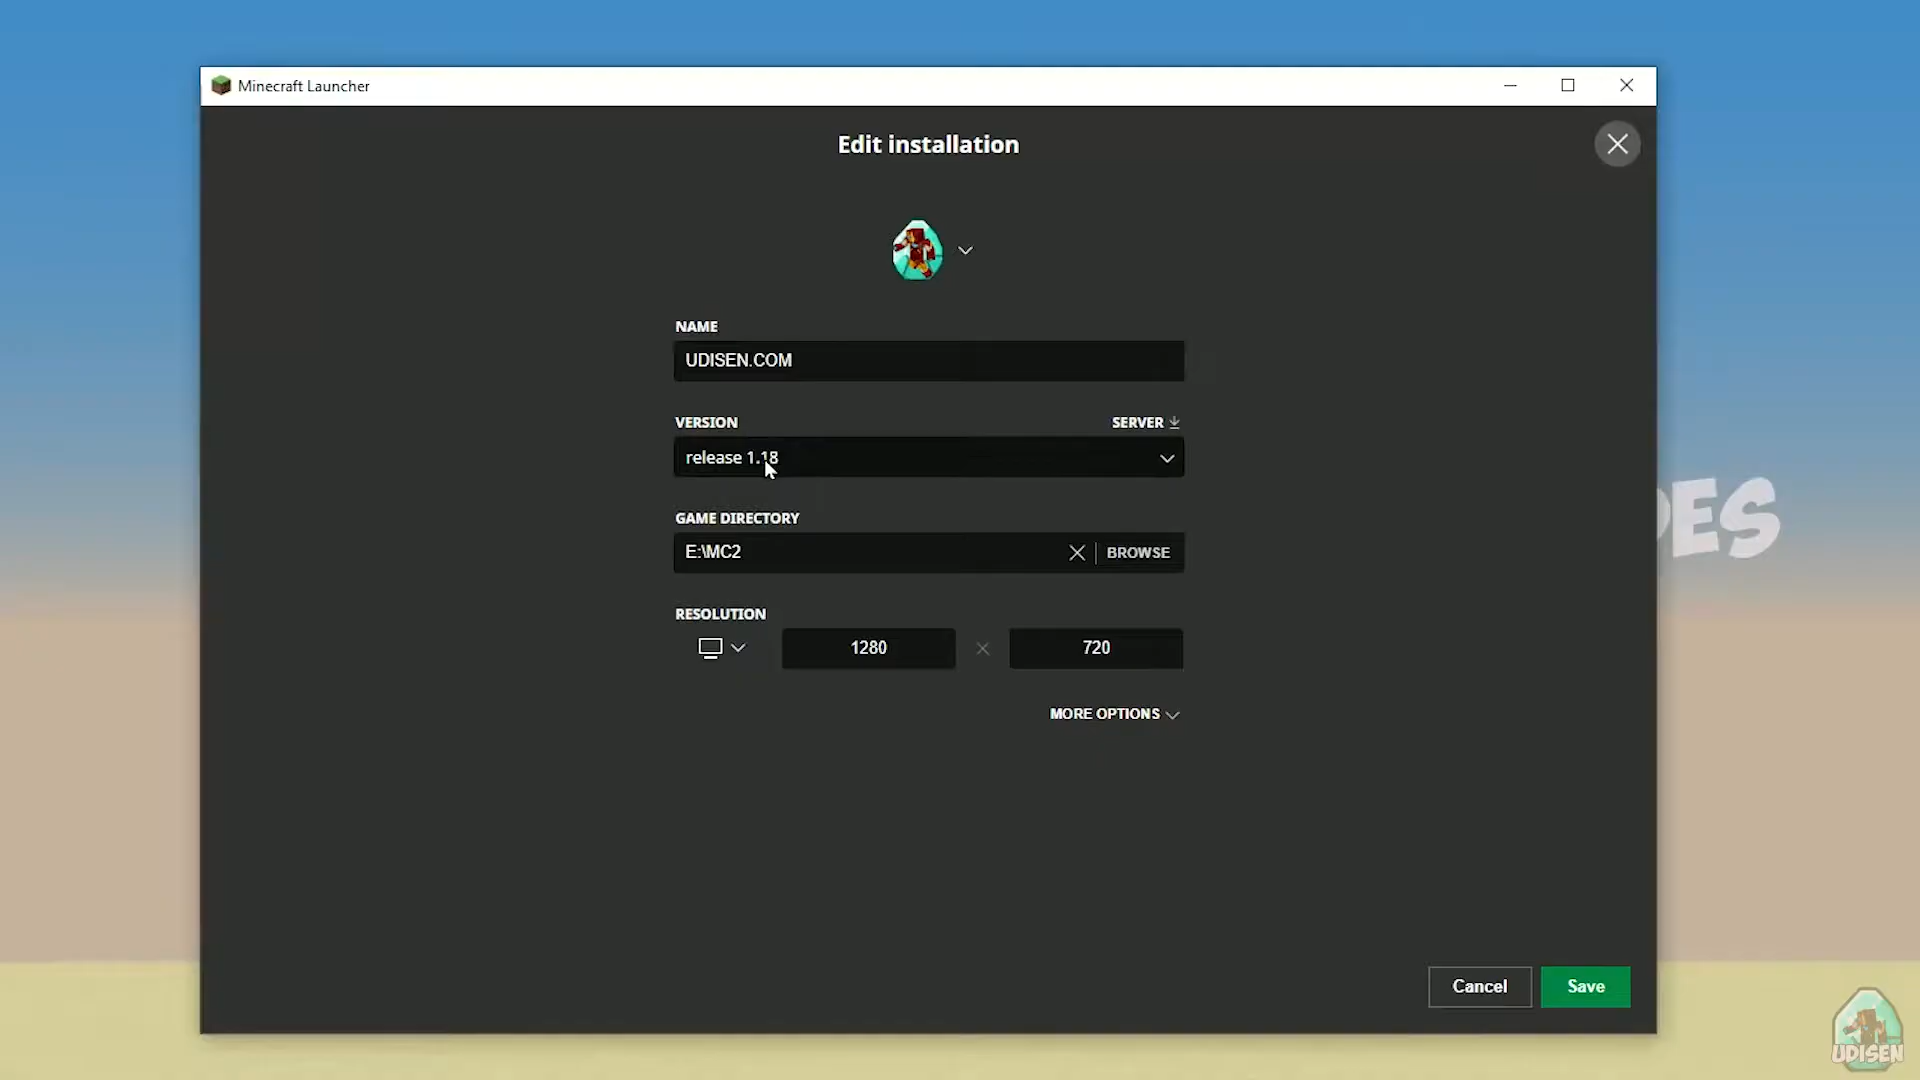 Minecraft Launcher
Edit installation
NAME
UDISEN.COM
VERSION
SERVER
release 1.18
GAME DIRECTORY
E:\MC2
BROWSE
RESOLUTION
1280
720
MORE OPTIONS
Cancel
Save
UDISEN